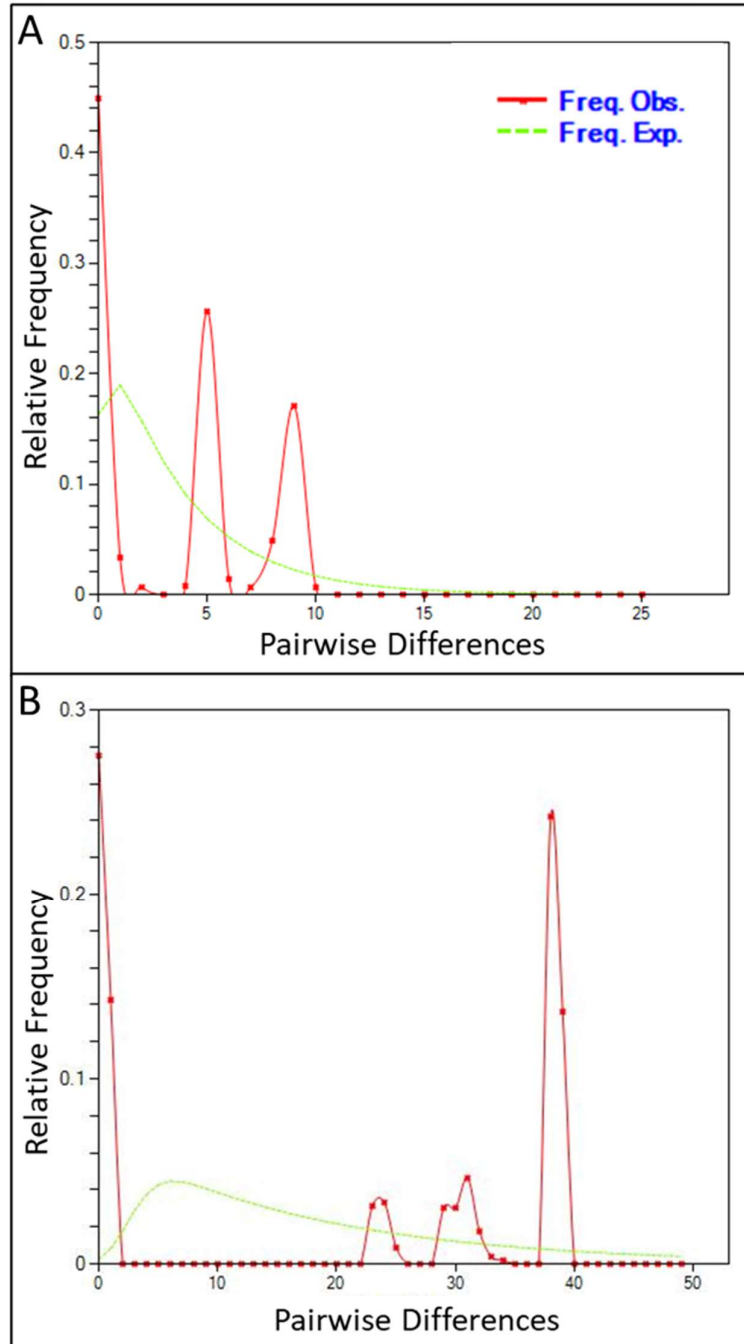 A
0.5
Freq. Obs.
Freq. Exp.
0.4
0.3
0.2
0.1
0
Relative Frequency
0 5 10 15 20 25
Pairwise Differences
B
0.3
0.2
0.1
0
Relative Frequency
0 10 20 30 40 50
Pairwise Differences